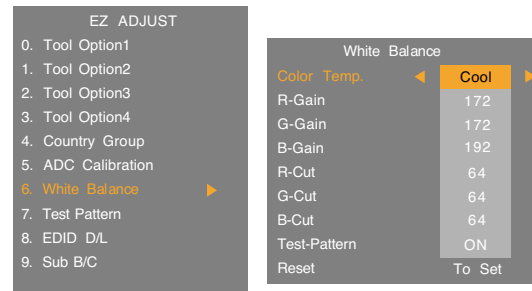 EZ ADJUST
0. Tool Option1
1. Tool Option2
2. Tool Option3
3. Tool Option4
4. Country Group
5. ADC Calibration
6. White Balance
7. Test Pattern
8. EDID D/L
9. Sub B/C
White Balance
Color Temp. Cool
R-Gain 172
G-Gain 172
B-Gain 192
R-Cut 64
G-Cut 64
B-Cut 64
Test-Pattern ON
Reset To Set